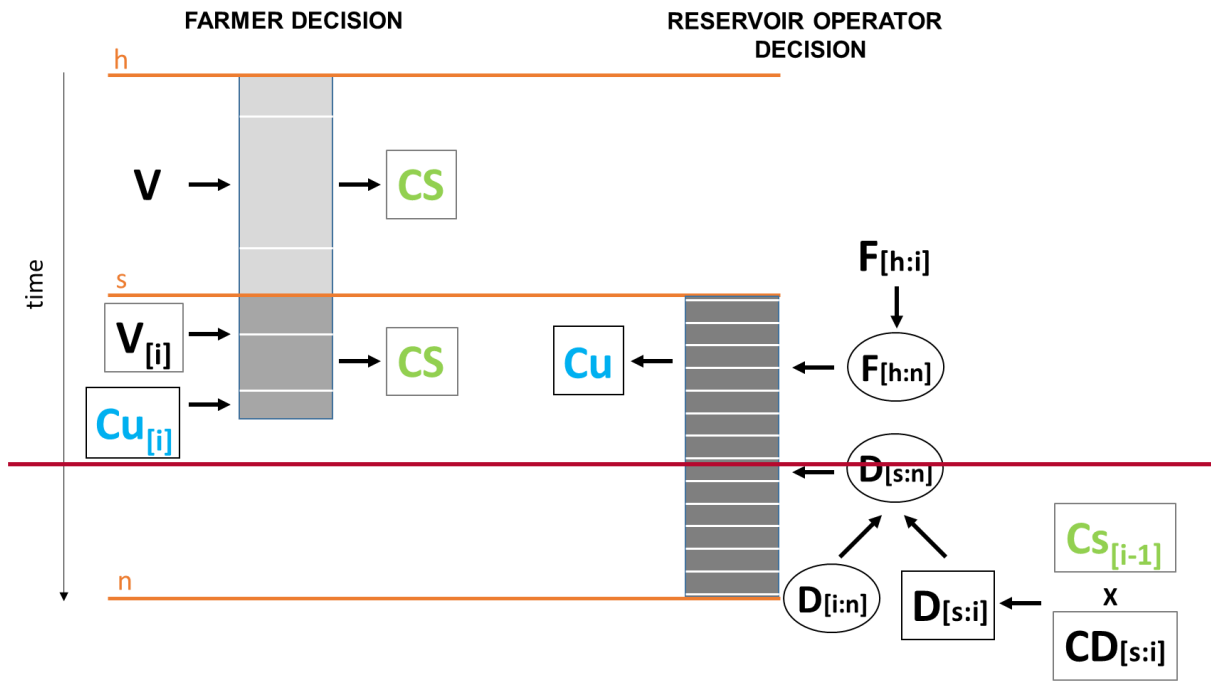 FARMER DECISION
RESERVOIR OPERATOR
DECISION
h
time
V
CS
s
F[h:i]
V[i]
CS
Cu
F[h:n]
Cu[i]
D[s:n]
Cs[i-1]
n
D[i:n]
D[s:i]
x
CD[s:i]